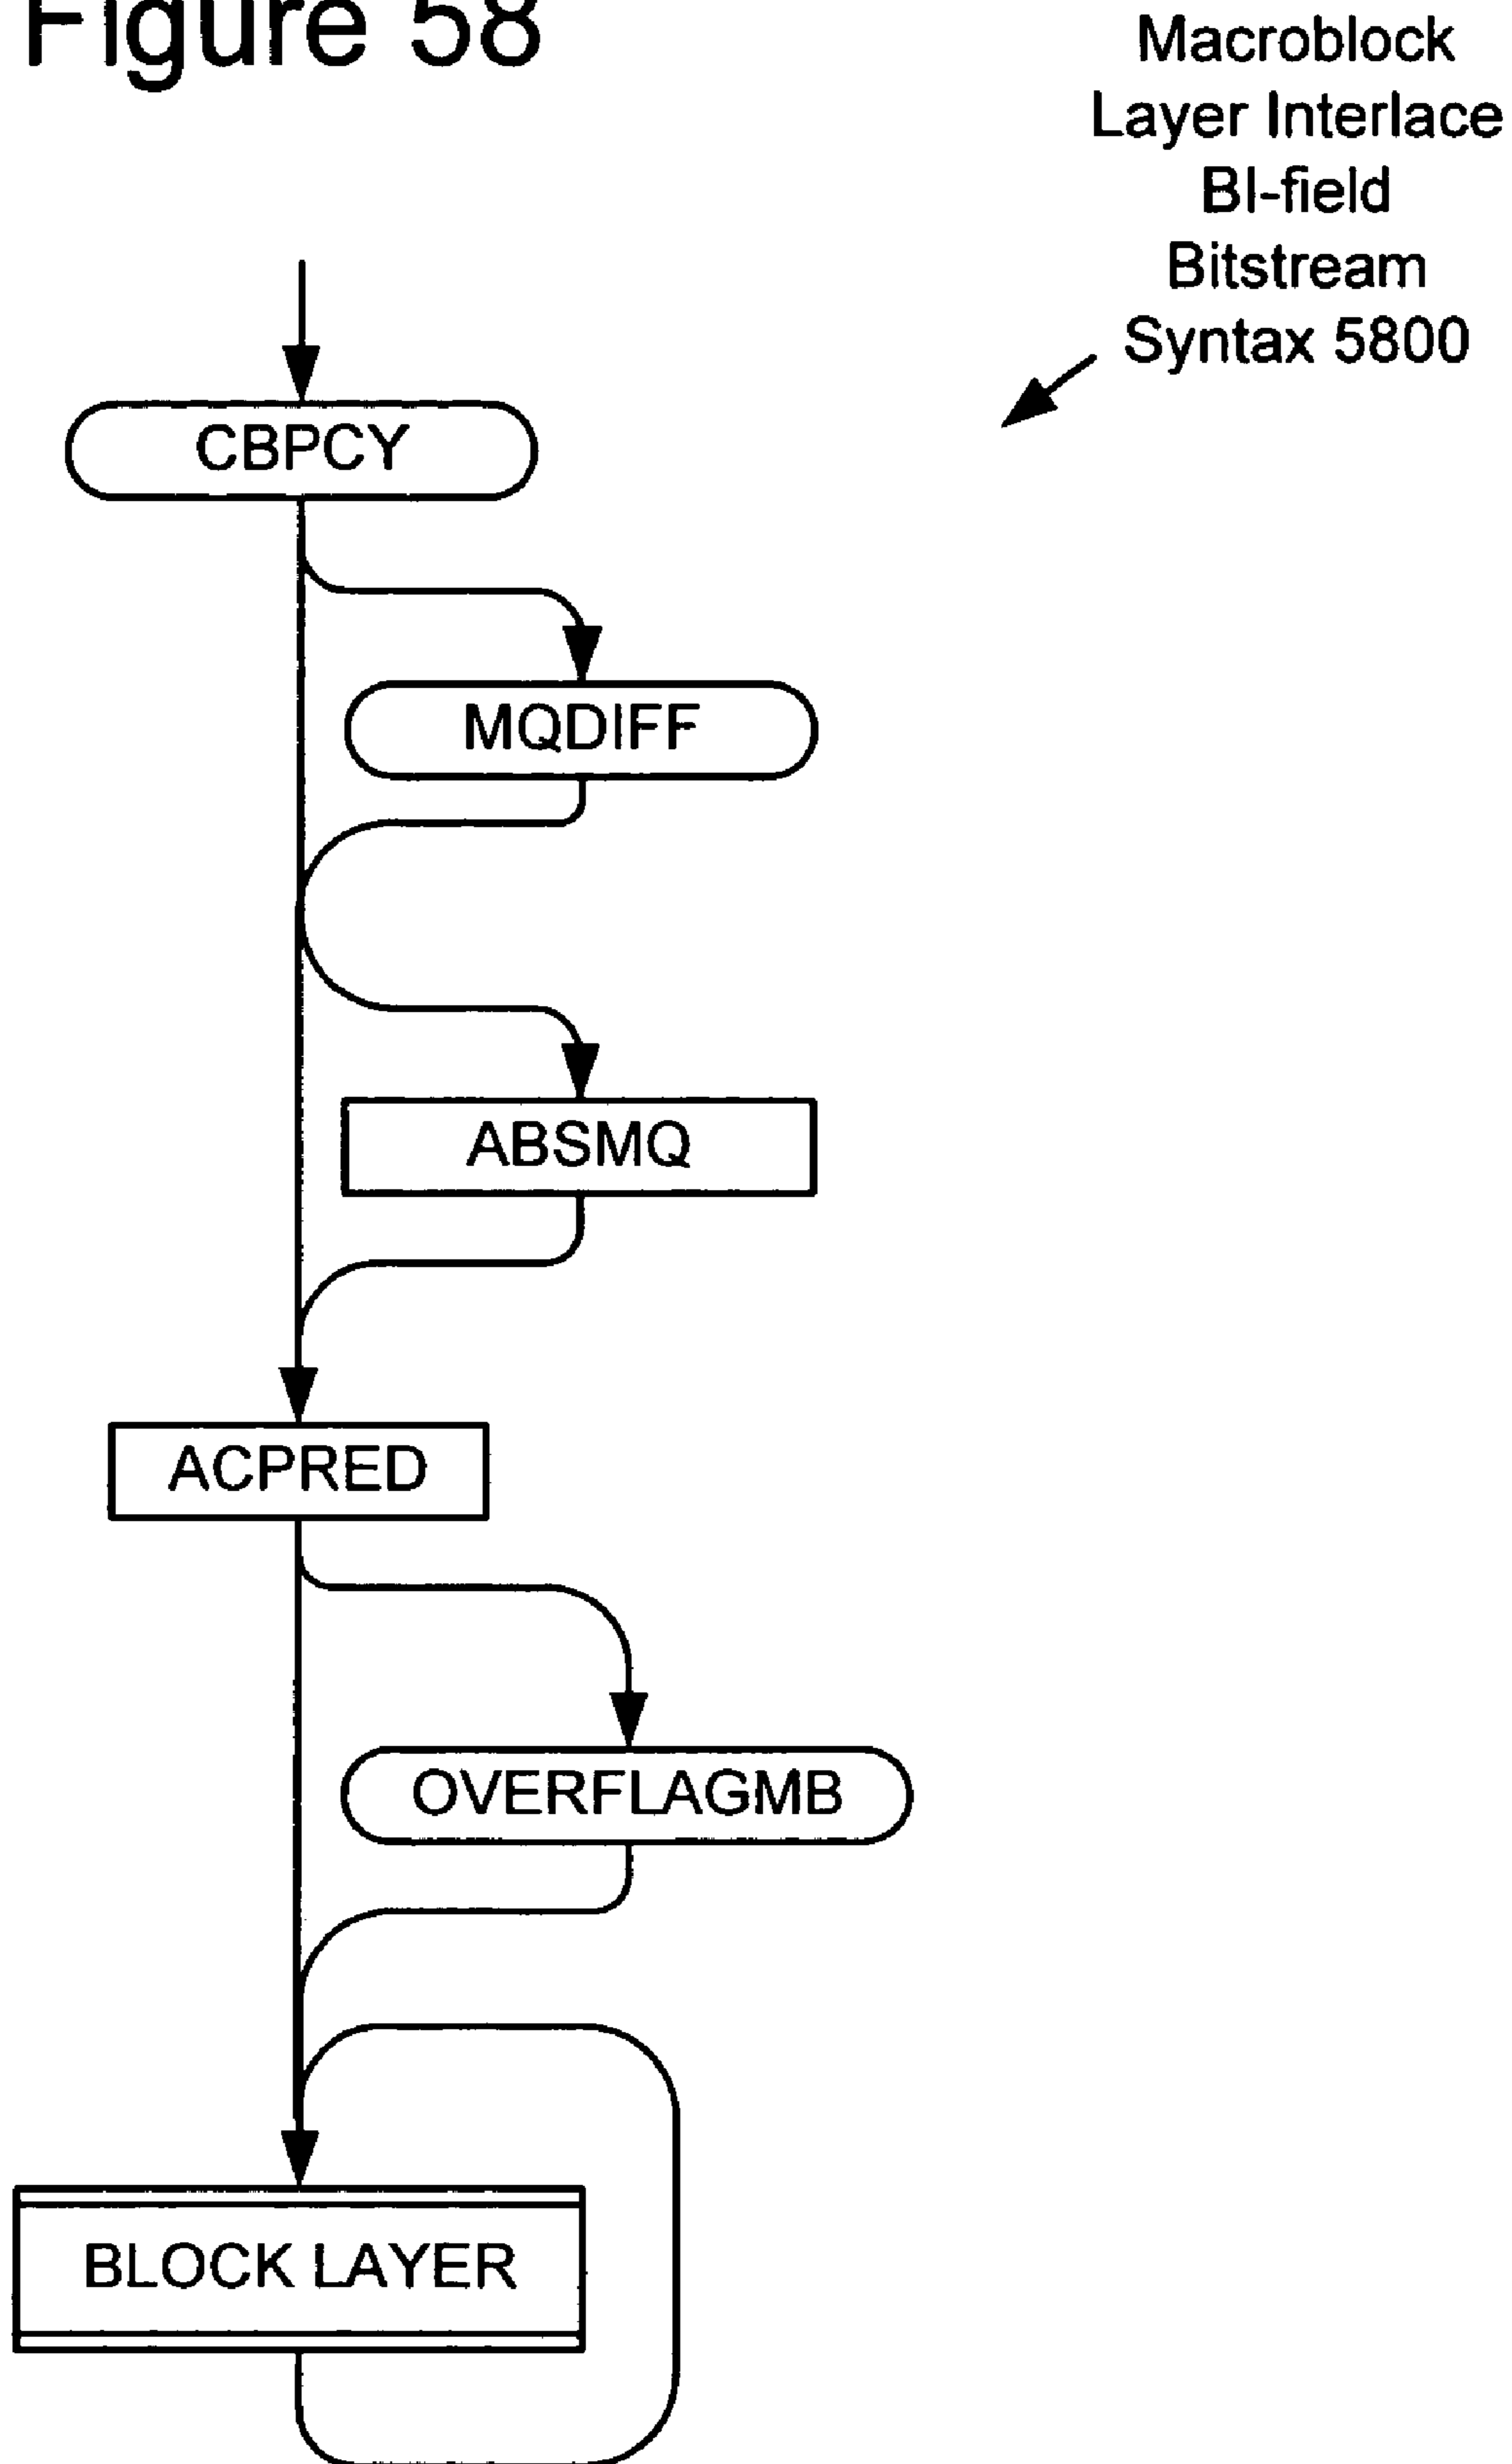 Figure 58
Macroblock
Layer Interlace
BI-field
Bitstream
Syntax 5800
CBPCY
MQDIFF
ABSMQ
ACPRED
OVERFLAGMB
BLOCK LAYER